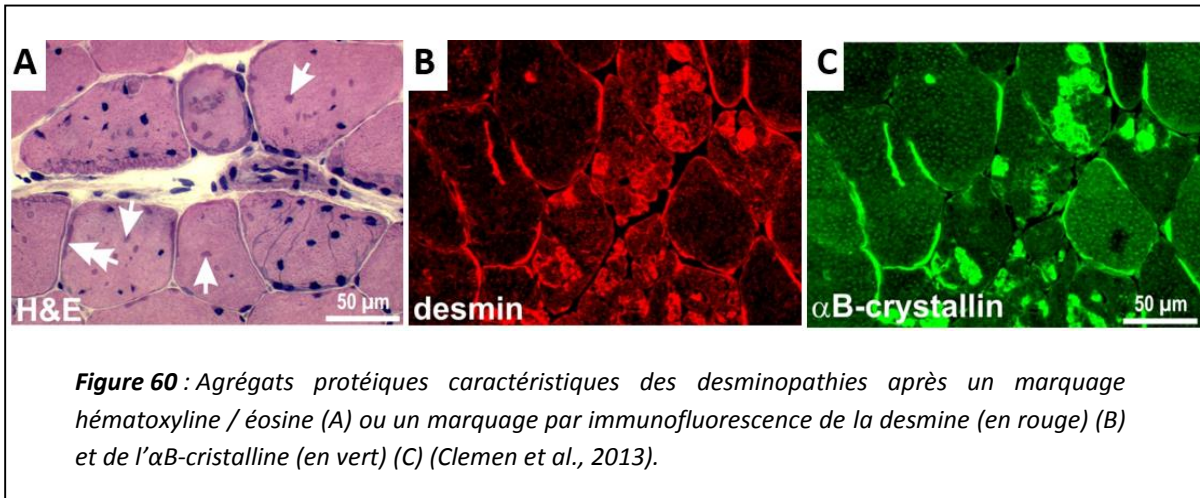 A
B
C
H&E
50 µm
desmin
αB-crystallin
50 µm
Figure 60 : Agrégats protéiques caractéristiques des desminopathies après un marquage
hématoxyline / éosine (A) ou un marquage par immunofluorescence de la desmine (en rouge) (B)
et de l’αB-cristalline (en vert) (C) (Clemen et al., 2013).